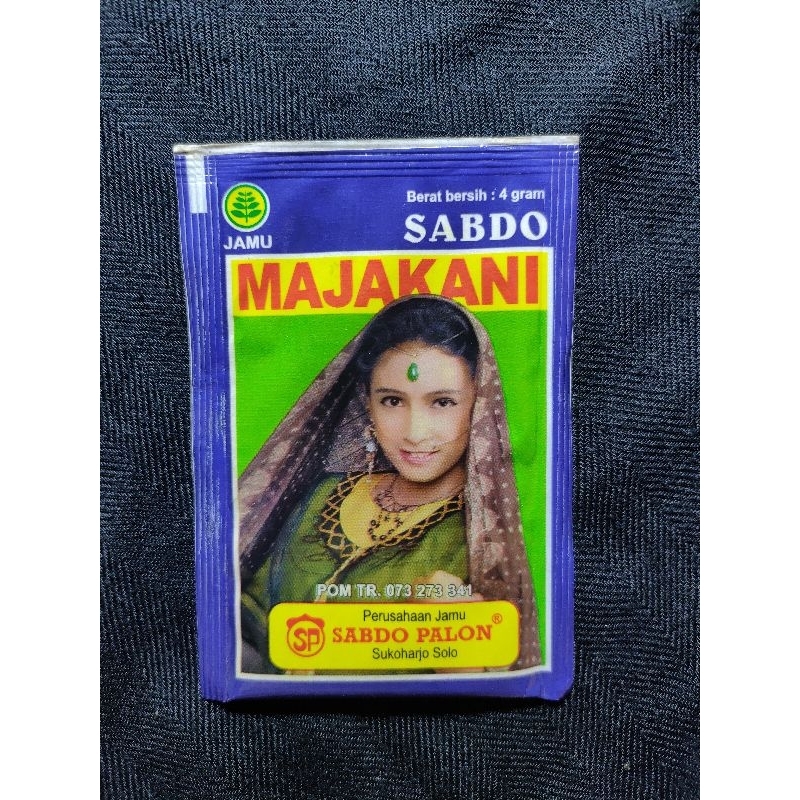 JAMU
Berat bersih : 4 gram
SABDO
MAJAKANI
POM TR. 073 273 341
Perusahaan Jamu
SP SABDO PALON®
Sukoharjo Solo